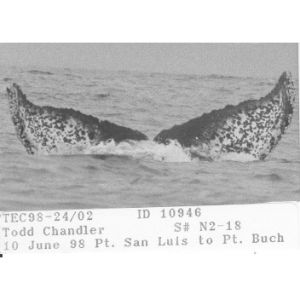 TEC98-24/02 ID 10946
Todd Chandler S# N2-18
10 June 98 Pt. San Luis to Pt. Buch